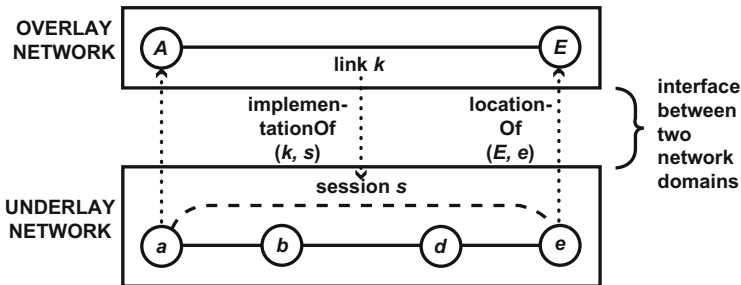 OVERLAY
NETWORK
A
E
link k
implemen-
tationOf
(k, s)
location-
Of
(E, e)
interface
between
two
network
domains
session s
UNDERLAY
NETWORK
a
b
d
e